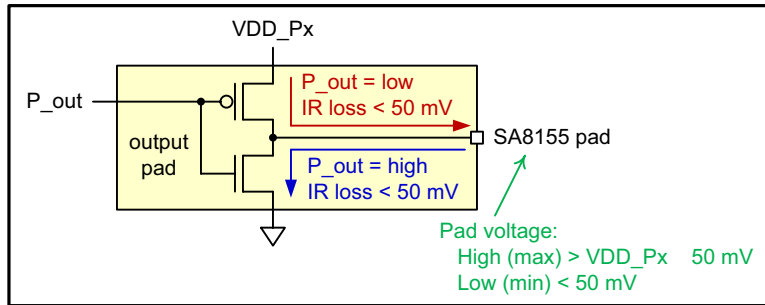 VDD_Px
P_out = low
IR loss < 50 mV
P_out
output
pad
SA8155 pad
P_out = high
IR loss < 50 mV
Pad voltage:
High (max) > VDD_Px 50 mV
Low (min) < 50 mV